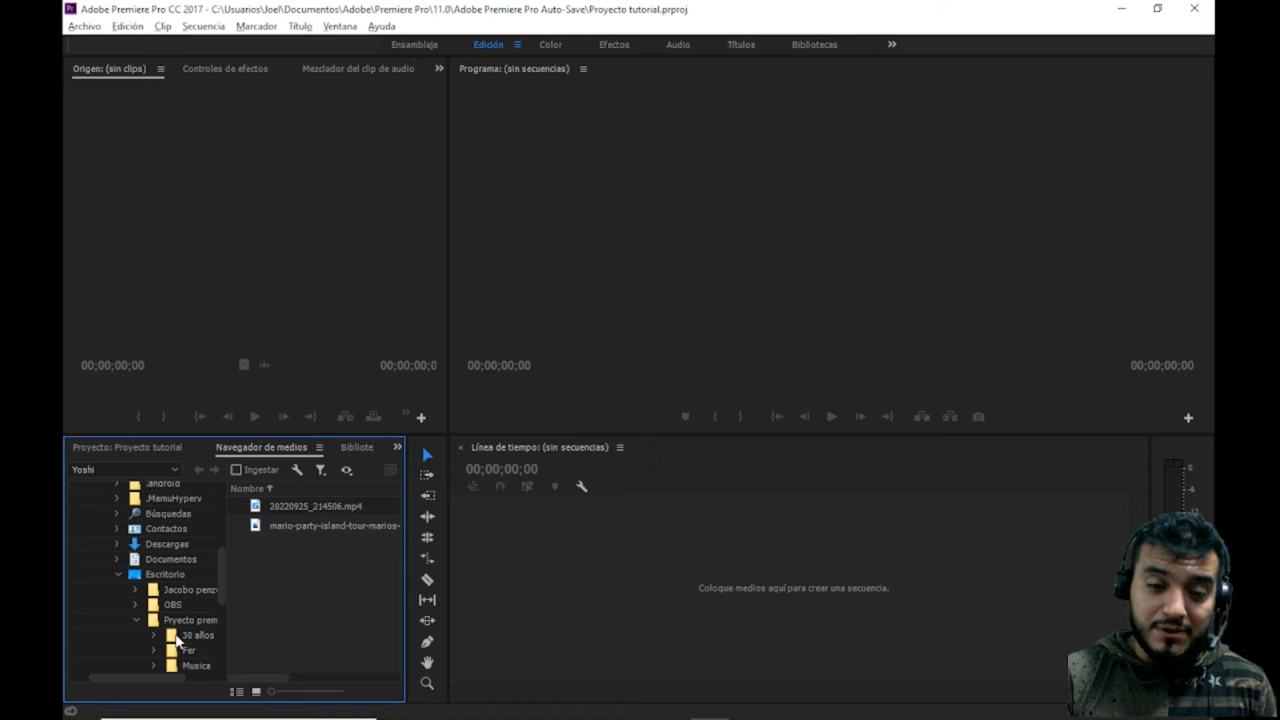 Adobe Premiere Pro CC 2017 - C:\Usuarios\Joel\Documentos\Adobe\Premiere Pro\11.0\Adobe Premiere Pro Auto-Save\Proyecto tutorial.prproj
Archivo Edición Clip Secuencia Marcador Título Ventana Ayuda
Ensamblaje Edición Color Efectos Audio Títulos Bibliotecas
Origen: (sin clips) Controles de efectos Mezclador del clip de audio
Programa: (sin secuencias)
00;00;00;00 00;00;00;0
00;00;00;00 00;00;00;00
Proyecto: Proyecto tutorial Navegador de medios Bibliote
Línea de tiempo: (sin secuencias)
Yoshi Ingestar
00;00;00;00
0
-6
-12
Nombre
.android
.MemuHyperv
Búsquedas
Contactos
Descargas
Documentos
Escritorio
Jacobo penz
OBS
Pryecto prem
30 años
Fer
Musica
20220925_214506.mp4
mario-party-island-tour-marios-
Coloque medios aquí para crear una secuencia.